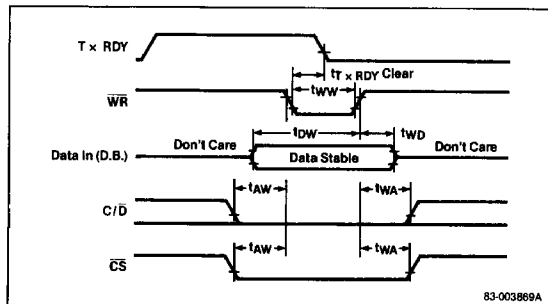 T × RDY
tT × RDY Clear
WR
tWW
tDW
tWD
Data In (D.B.)
Don't Care
Data Stable
Don't Care
C/D̅
tAW
tWA
C̅S̅
tAW
tWA
83-003869A